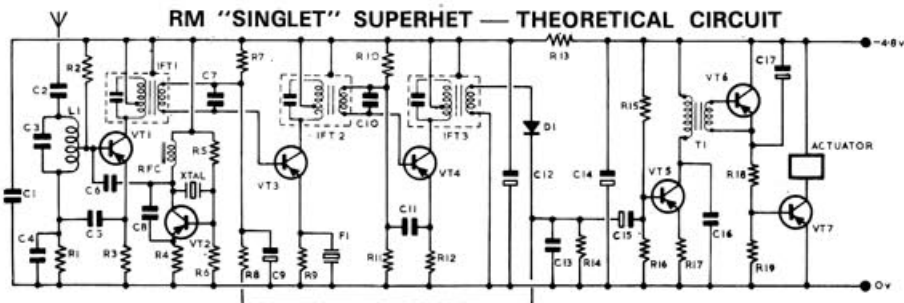 RM "SINGLET" SUPERHET — THEORETICAL CIRCUIT
R2 IFT1 C7 R7 R10 R13 -4·8v
C2 L1 C3 VT1 RFC R5 XTAL C6 C8 VT2
IFT2 C10 IFT3 VT3 VT4 D1 C12 C14
R15 VT6 C17 T1 ACTUATOR VT5 R18 VT7
C1 C4 C5 R1 R3 R4 R6 R8 C9 R9 F1
C11 R11 R12 C13 R14 C15 R16 R17 C16 R19 0v